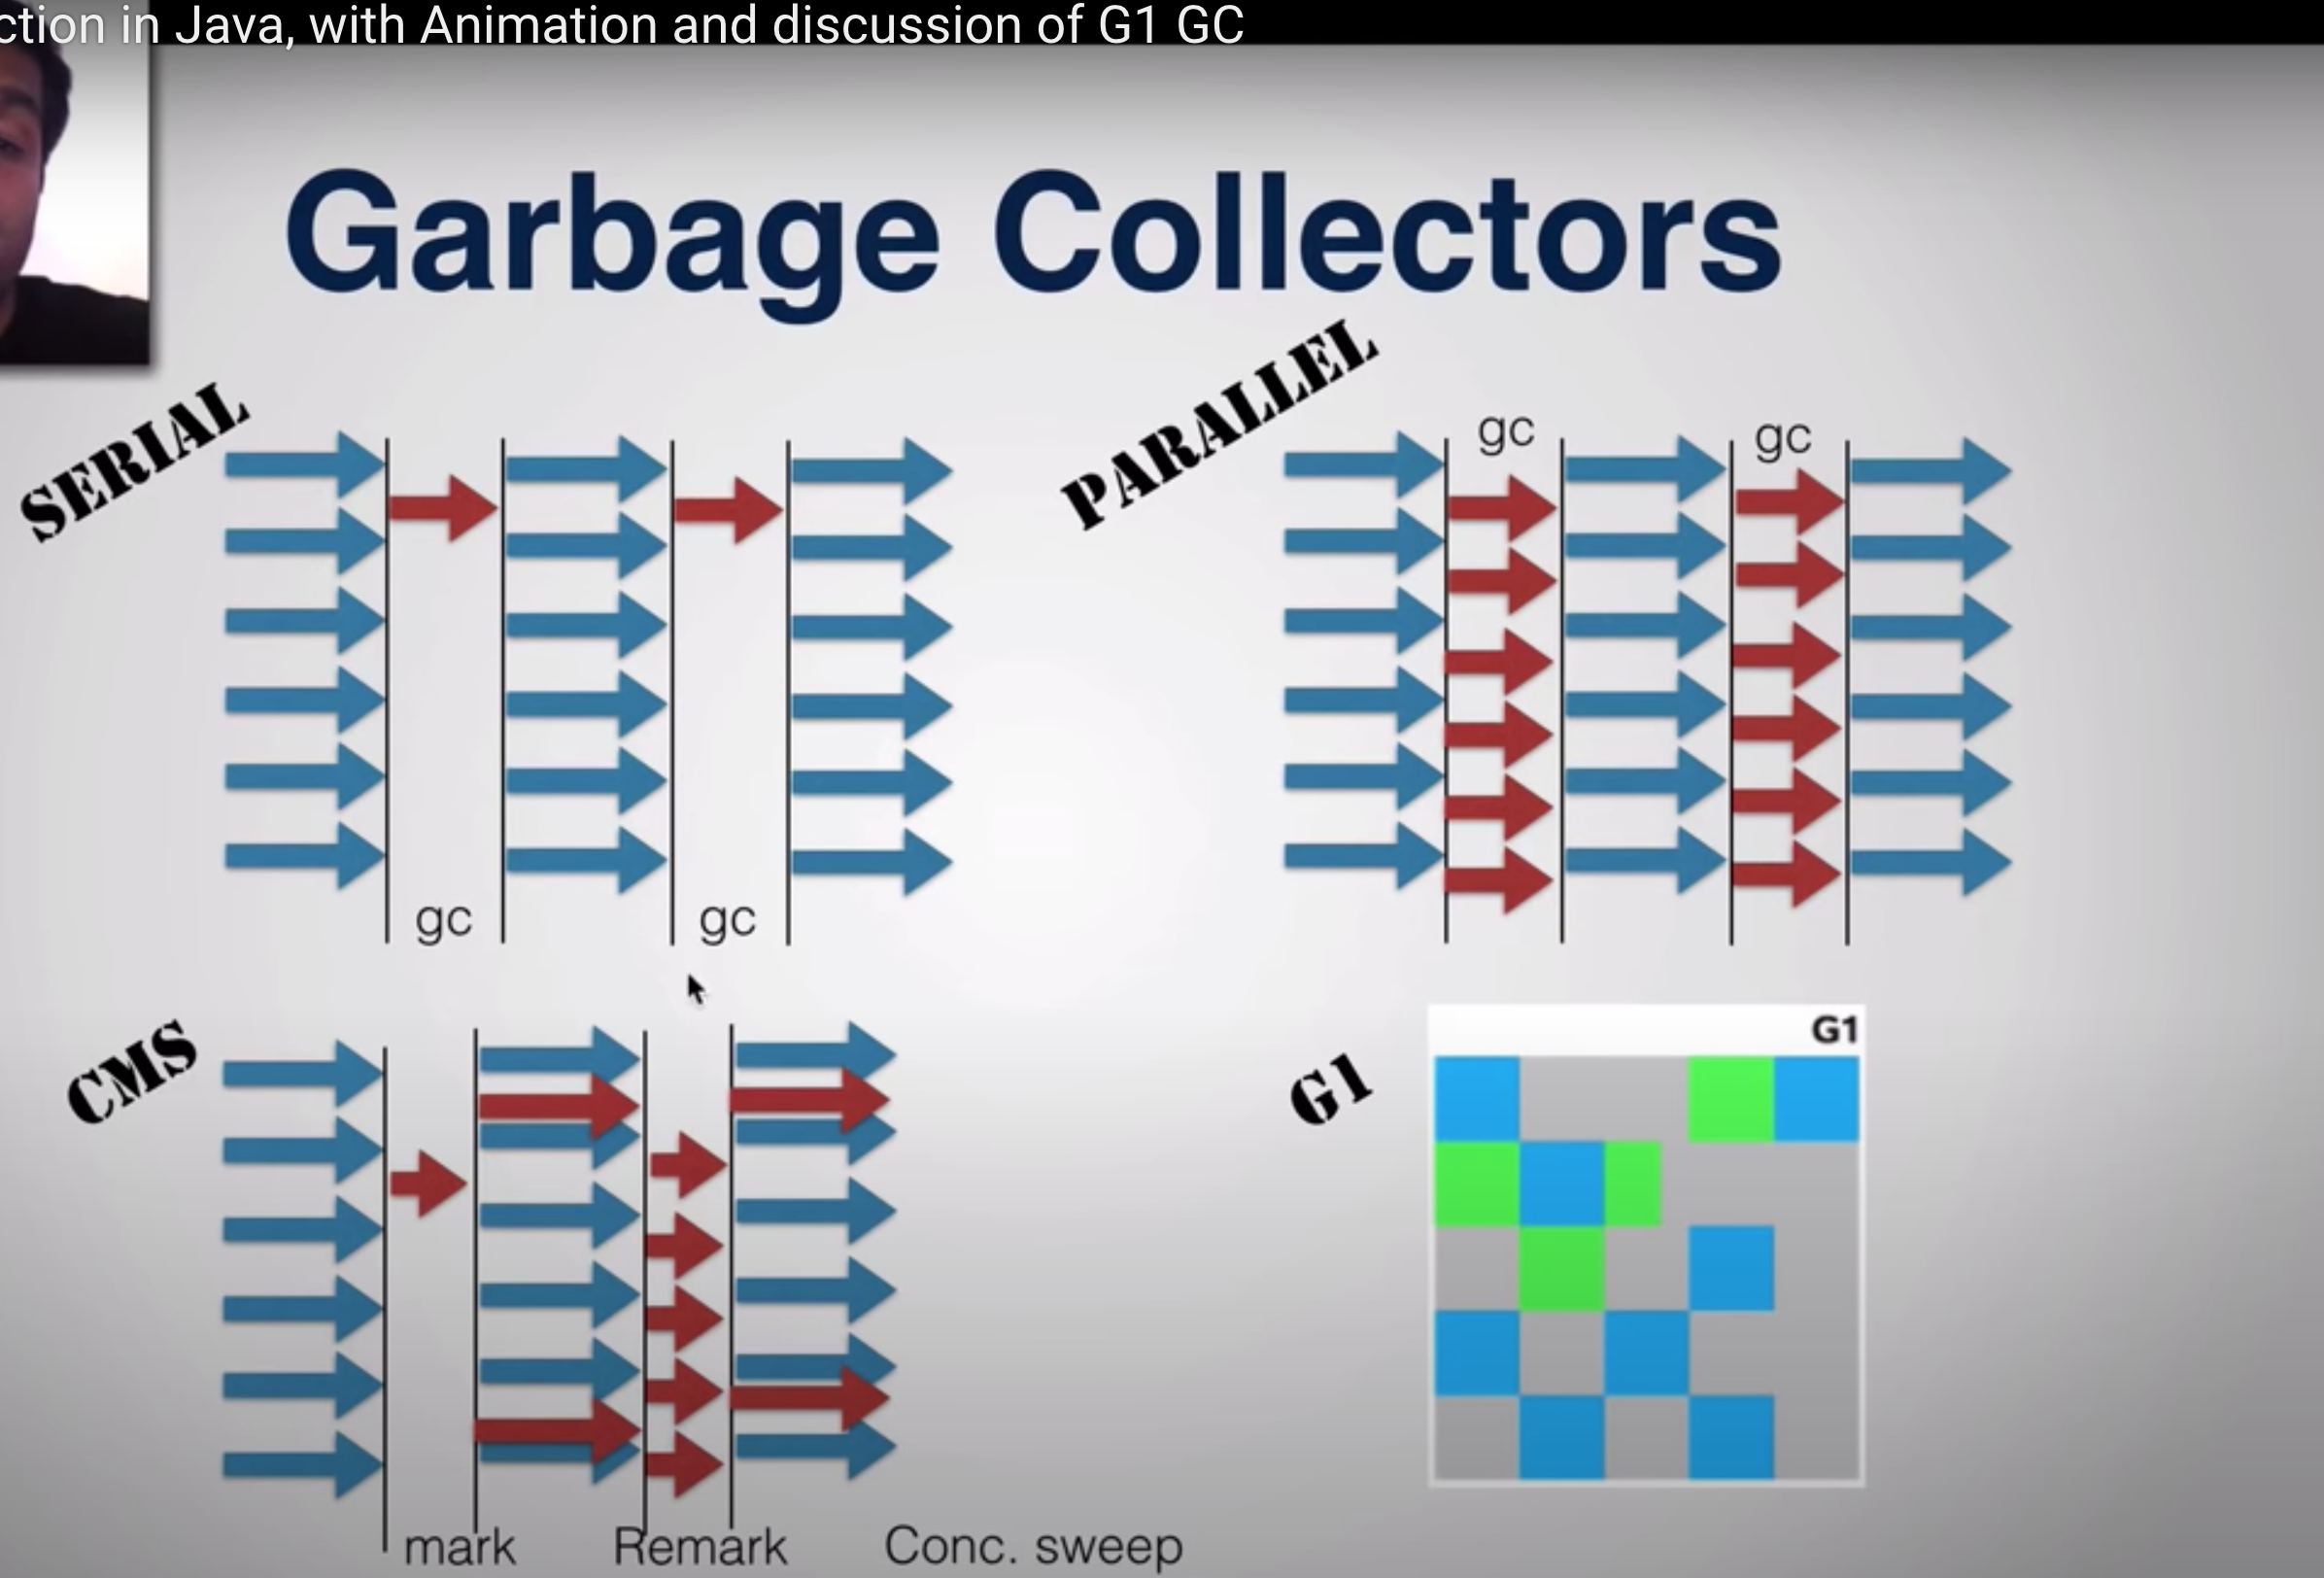 ction in Java, with Animation and discussion of G1 GC
Garbage Collectors
SERIAL
gc
gc
PARALLEL
gc
gc
CMS
mark
Remark
Conc. sweep
G1
G1